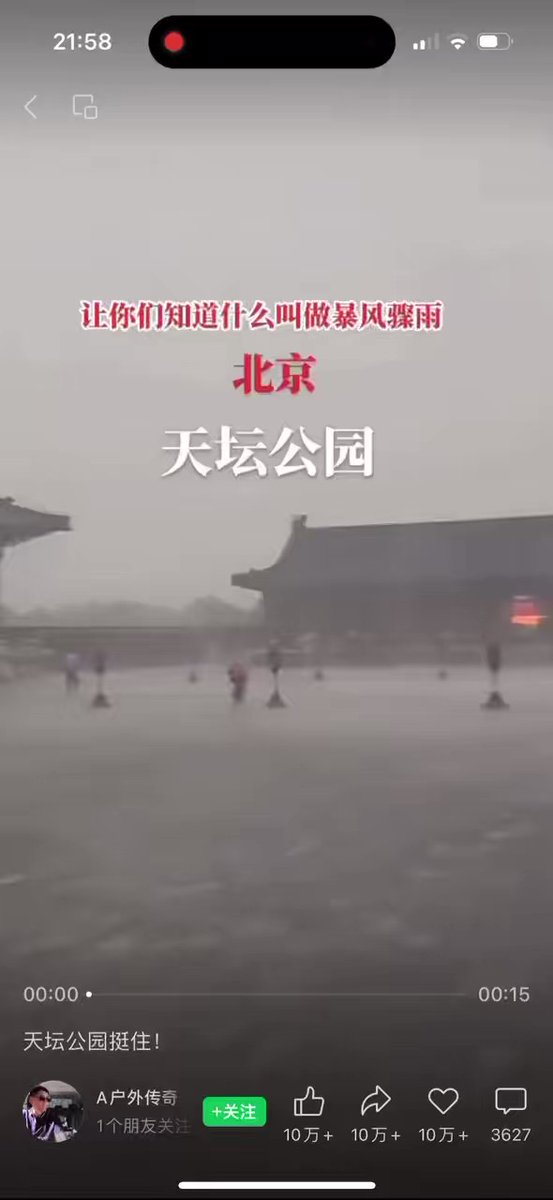 21:58
让你们知道什么叫做暴风骤雨
北京
天坛公园
00:00
00:15
天坛公园挺住！
A户外传奇
1个朋友关注
+关注
10万+
10万+
10万+
3627